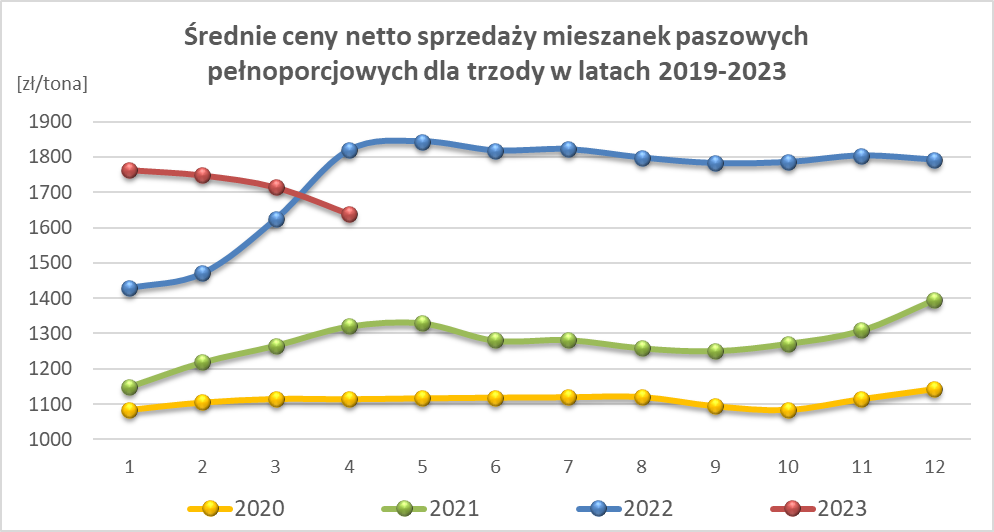 Średnie ceny netto sprzedaży mieszanek paszowych
pełnoporcjowych dla trzody w latach 2019-2023
[zł/tona]
1900
1800
1700
1600
1500
1400
1300
1200
1100
1000
1 2 3 4 5 6 7 8 9 10 11 12
2020 2021 2022 2023